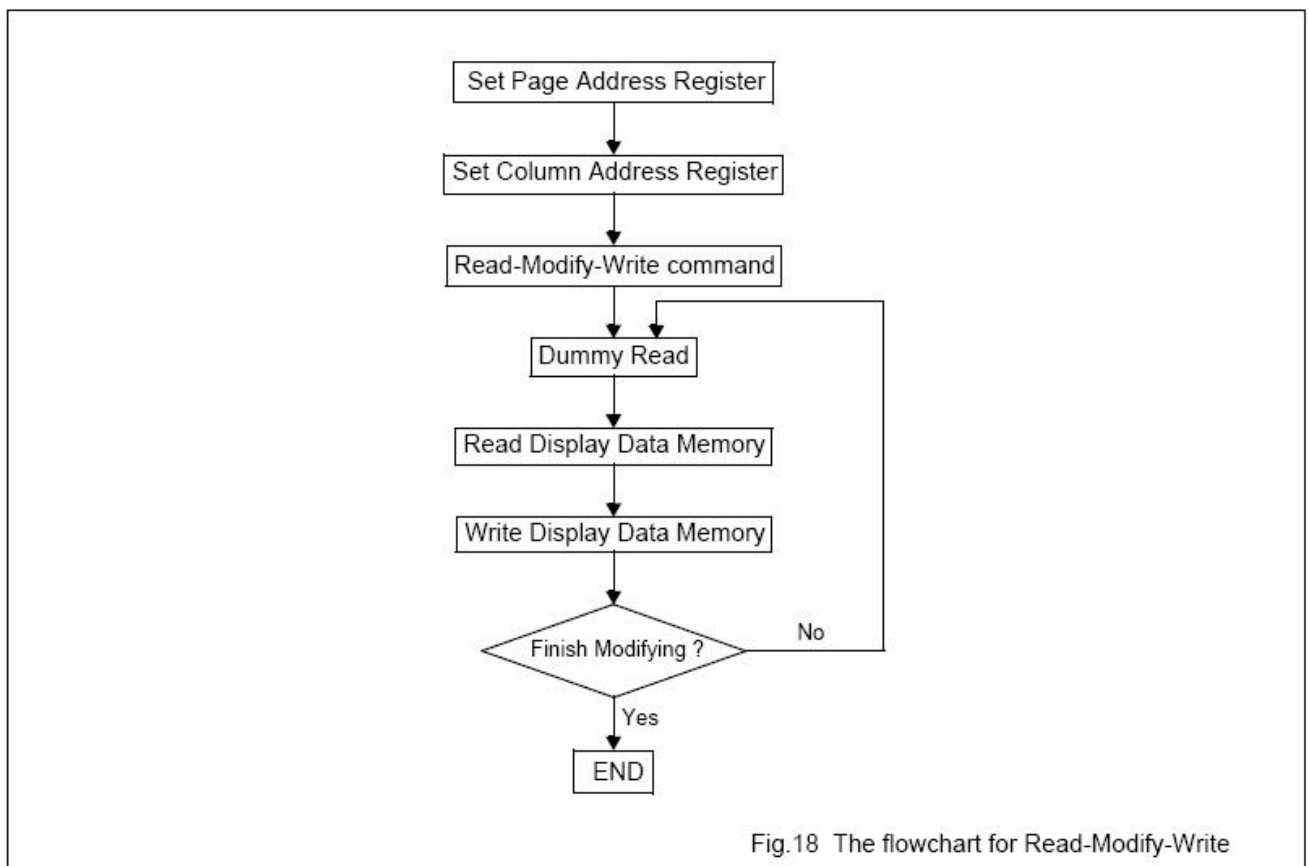 Set Page Address Register
Set Column Address Register
Read-Modify-Write command
Dummy Read
Read Display Data Memory
Write Display Data Memory
Finish Modifying ?
No
Yes
END
Fig.18 The flowchart for Read-Modify-Write